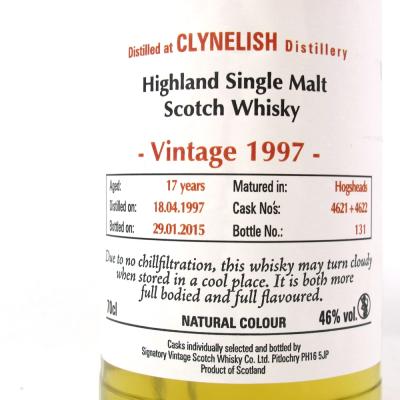 Distilled at CLYNELISH Distillery
Highland Single Malt
Scotch Whisky
- Vintage 1997 -
Aged: 17 years Matured in: Hogsheads
Distilled on: 18.04.1997 Cask No's: 4621+4622
Bottled on: 29.01.2015 Bottle No.: 131
Due to no chillfiltration, this whisky may turn cloudy
when stored in a cool place. It is both more
full bodied and full flavoured.
70cl NATURAL COLOUR 46% vol.
Casks individually selected and bottled by
Signatory Vintage Scotch Whisky Co. Ltd. Pitlochry PH16 5JP
Product of Scotland